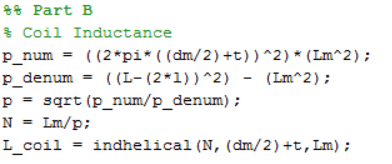 %% Part B
% Coil Inductance
p_num = ((2*pi*((dm/2)+t))^2)*(Lm^2);
p_denum = ((L-(2*l))^2) - (Lm^2);
p = sqrt(p_num/p_denum);
N = Lm/p;
L_coil = indhelical(N,(dm/2)+t,Lm);